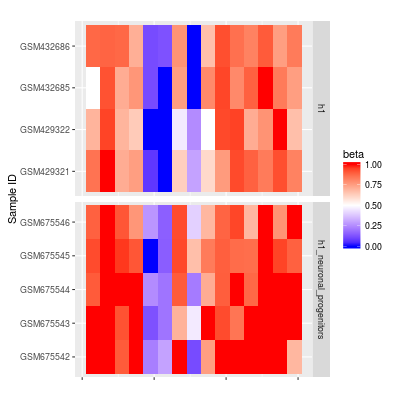 Sample ID
GSM432686
GSM432685
GSM429322
GSM429321
h1
GSM675546
GSM675545
GSM675544
GSM675543
GSM675542
h1_neuronal_progenitors
beta
1.00
0.75
0.50
0.25
0.00